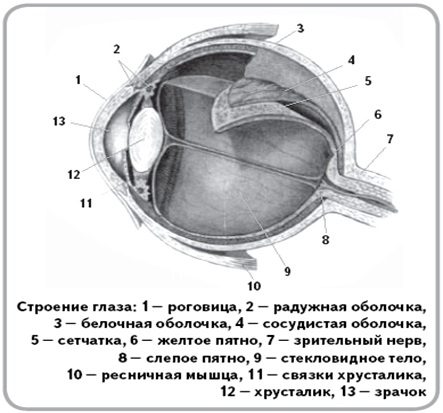 1
2
3
4
5
6
7
8
9
10
11
12
13
Строение глаза: 1 — роговица, 2 — радужная оболочка,
3 — белочная оболочка, 4 — сосудистая оболочка,
5 — сетчатка, 6 — желтое пятно, 7 — зрительный нерв,
8 — слепое пятно, 9 — стекловидное тело,
10 — ресничная мышца, 11 — связки хрусталика,
12 — хрусталик, 13 — зрачок